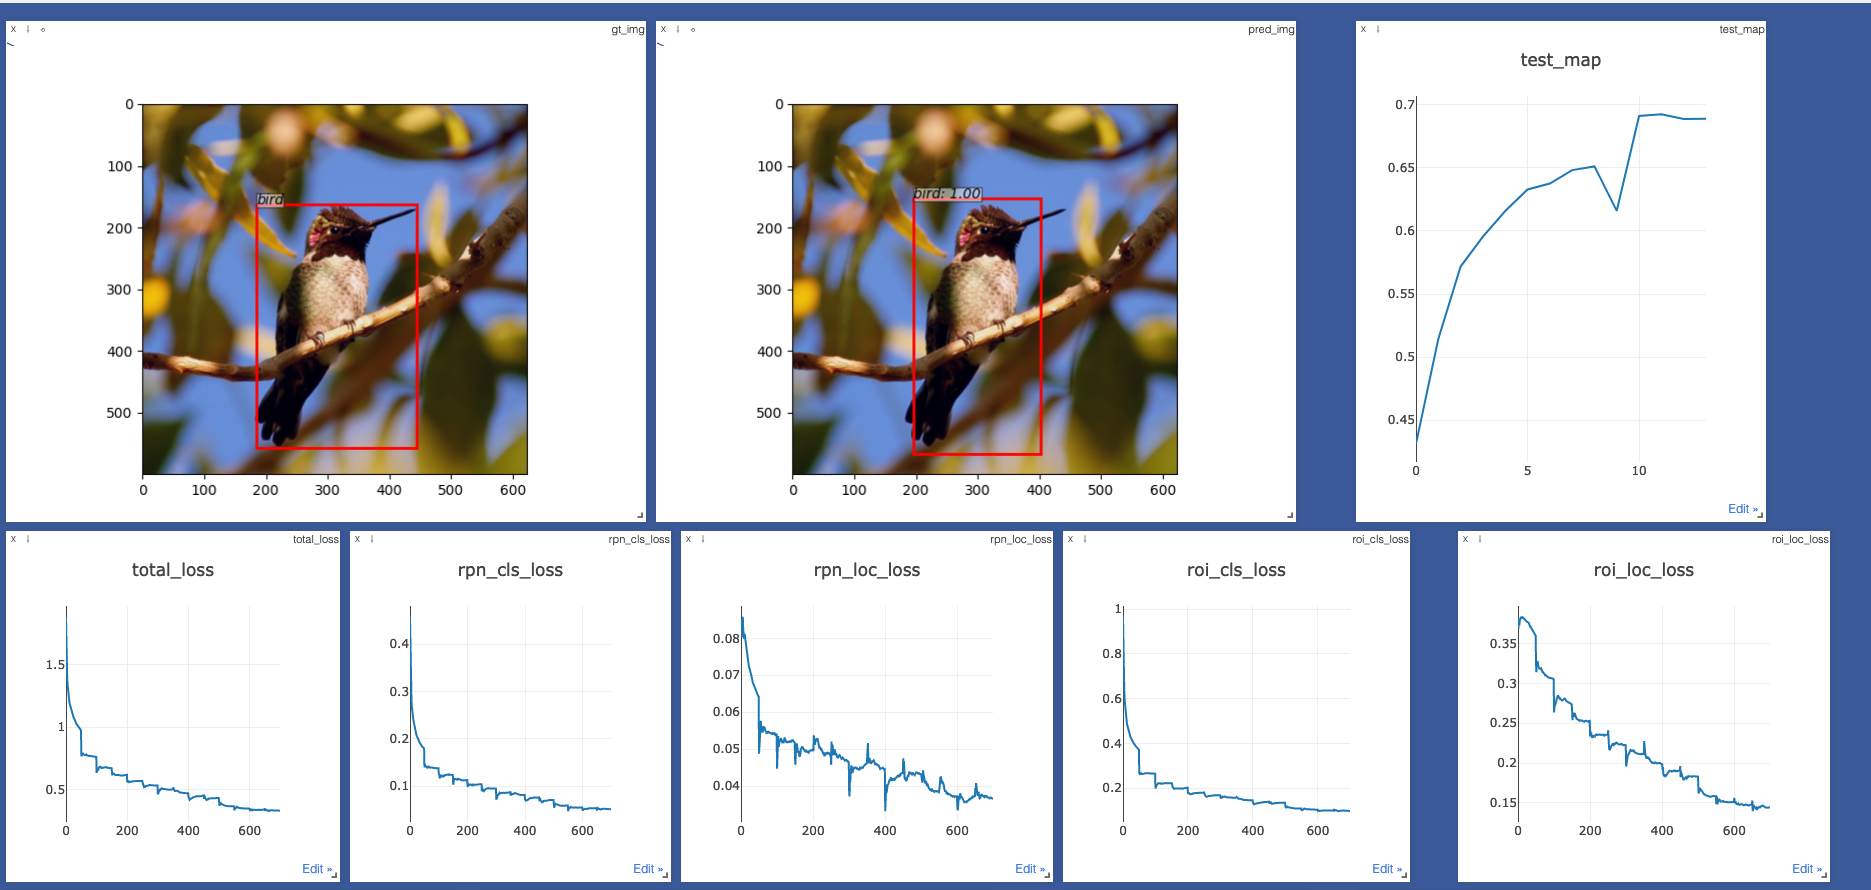 X ↓ ⋄ gt_img
X ↓ ⋄ pred_img
X ↓ test_map
test_map
bird
bird: 1.00
0
100
200
300
400
500
0 100 200 300 400 500 600
0
100
200
300
400
500
0 100 200 300 400 500 600
0.7
0.65
0.6
0.55
0.5
0.45
0 5 10
Edit »
X ↓ total_loss
total_loss
1.5
1
0.5
0 200 400 600
Edit »
X ↓ rpn_cls_loss
rpn_cls_loss
0.4
0.3
0.2
0.1
0 200 400 600
Edit »
X ↓ rpn_loc_loss
rpn_loc_loss
0.08
0.07
0.06
0.05
0.04
0 200 400 600
Edit »
X ↓ roi_cls_loss
roi_cls_loss
1
0.8
0.6
0.4
0.2
0 200 400 600
Edit »
X ↓ roi_loc_loss
roi_loc_loss
0.35
0.3
0.25
0.2
0.15
0 200 400 600
Edit »